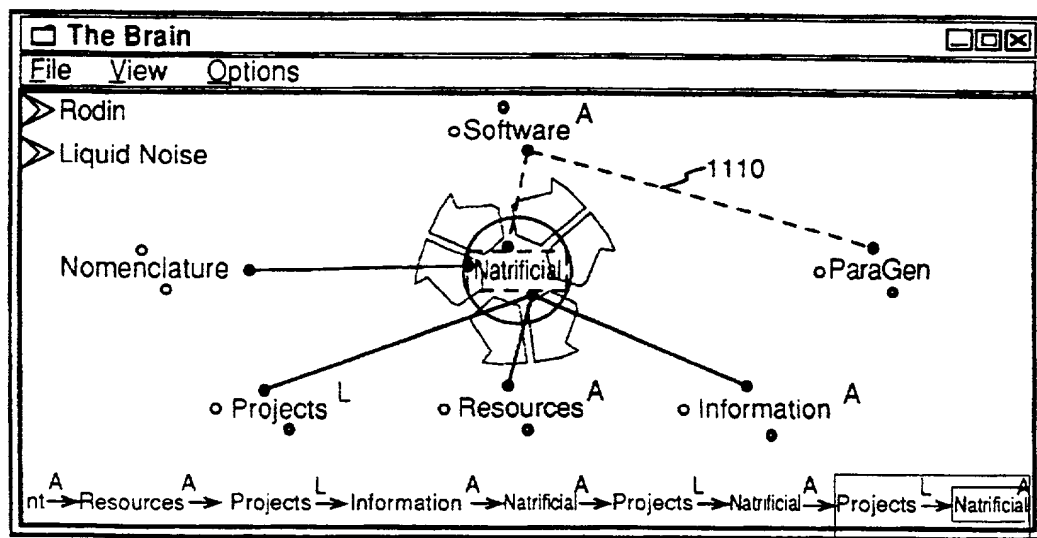 The Brain
File View Options
Rodin
Liquid Noise
Software A
1110
Nomenclature
Natrificial
ParaGen
Projects L
Resources A
Information A
nt A Resources A Projects L Information A Natrificial A Projects L Natrificial A Projects L Natrificial A